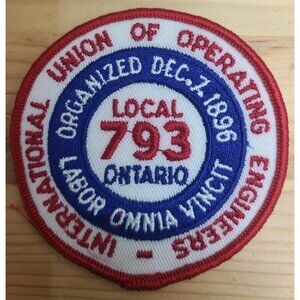 INTERNATIONAL UNION OF OPERATING ENGINEERS -
ORGANIZED DEC. 7, 1896
LOCAL
793
ONTARIO
LABOR OMNIA VINCIT